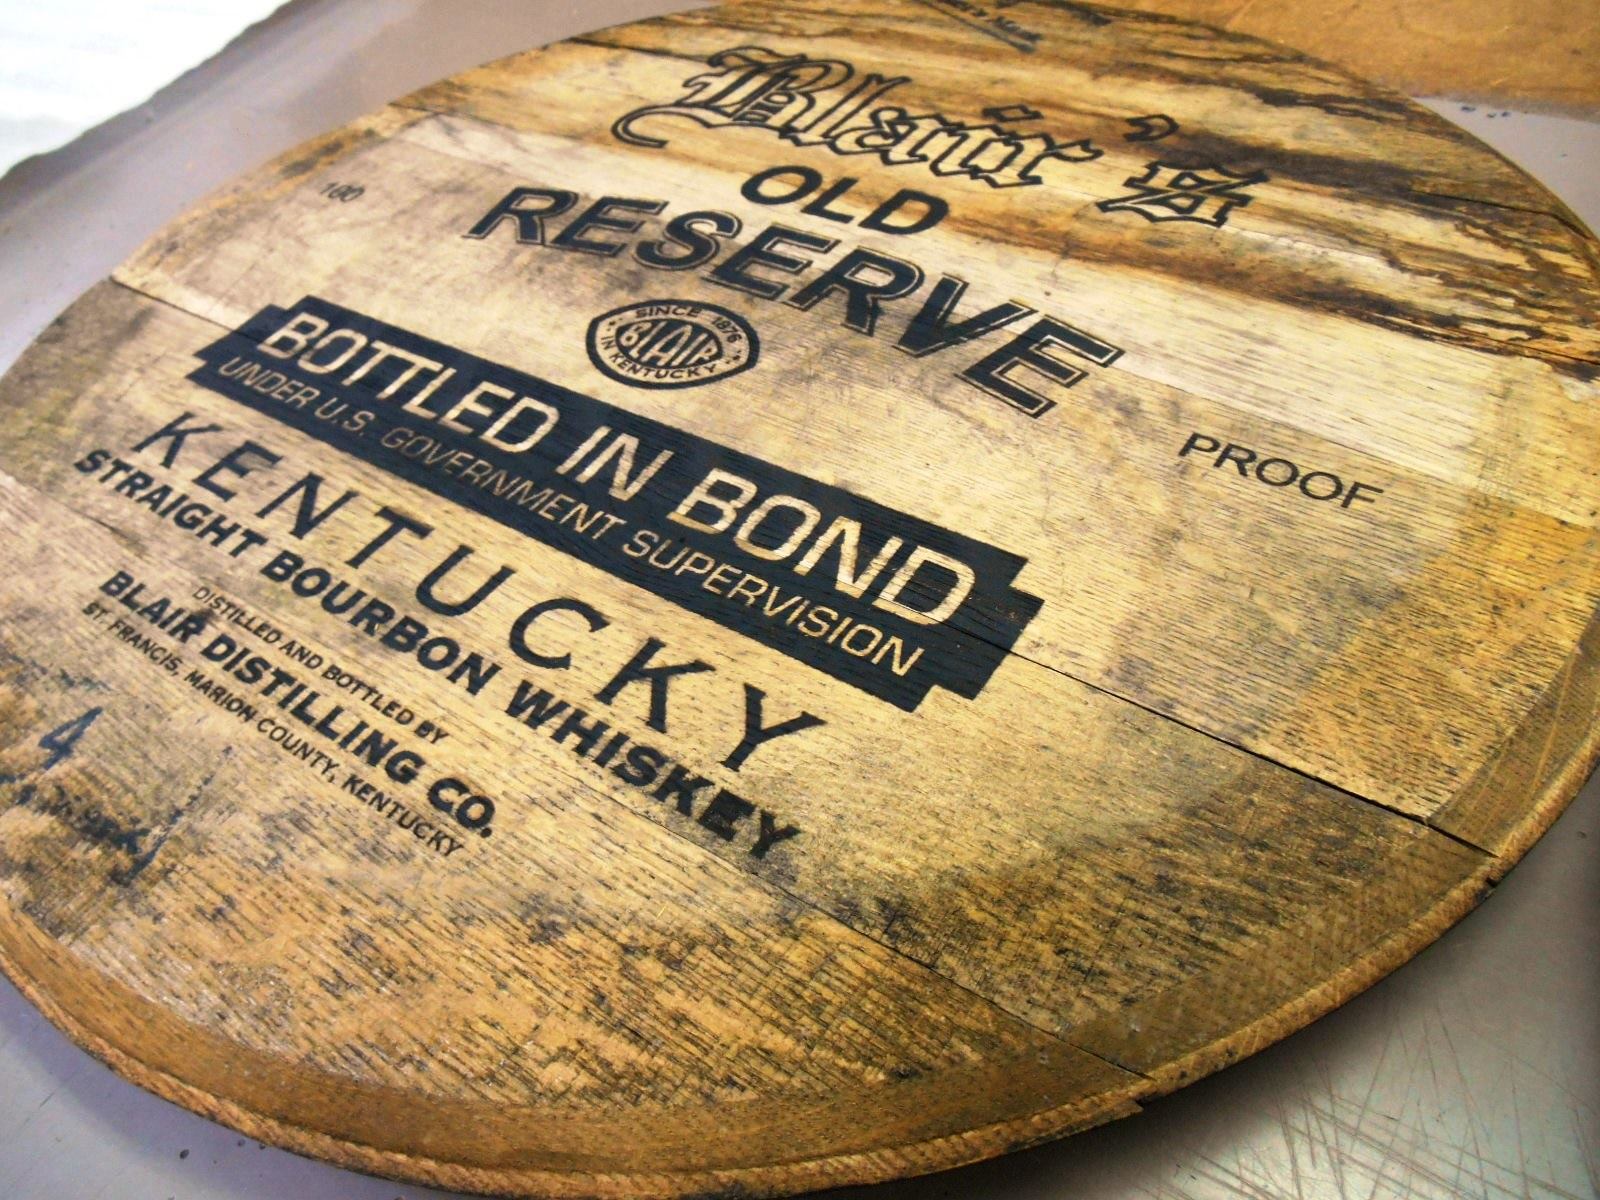 Blair's
OLD
RESERVE
100 PROOF
SINCE 1876
BLAIR
IN KENTUCKY
BOTTLED IN BOND
UNDER U.S. GOVERNMENT SUPERVISION
KENTUCKY
STRAIGHT BOURBON WHISKEY
DISTILLED AND BOTTLED BY
BLAIR DISTILLING CO.
ST. FRANCIS, MARION COUNTY, KENTUCKY
4